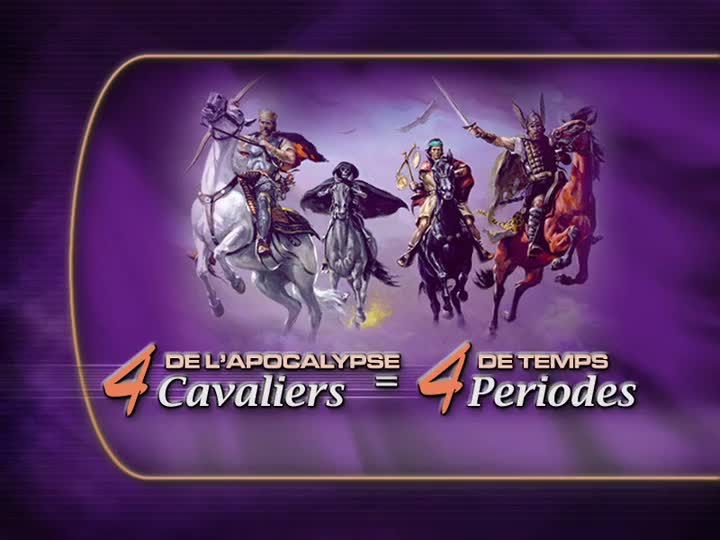 4 DE L'APOCALYPSE Cavaliers = 4 DE TEMPS Periodes